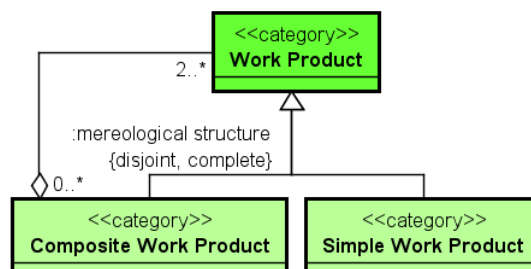 <<category>>
Work Product
2..*
:mereological structure
{disjoint, complete}
0..*
<<category>>
Composite Work Product
<<category>>
Simple Work Product